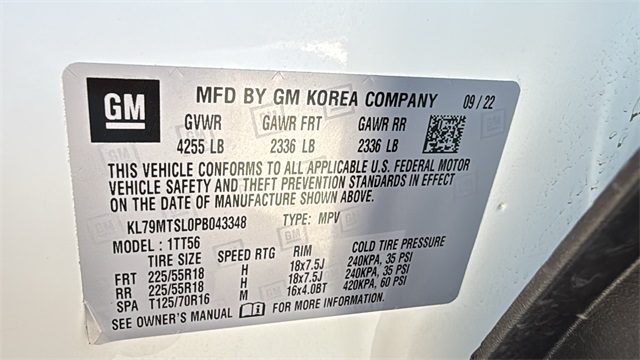 GM
MFD BY GM KOREA COMPANY 09 / 22
GVWR GAWR FRT GAWR RR
4255 LB 2336 LB 2336 LB
THIS VEHICLE CONFORMS TO ALL APPLICABLE U.S. FEDERAL MOTOR
VEHICLE SAFETY AND THEFT PREVENTION STANDARDS IN EFFECT
ON THE DATE OF MANUFACTURE SHOWN ABOVE.
KL79MTSL0PB043348 TYPE: MPV
MODEL : 1TT56
TIRE SIZE SPEED RTG RIM COLD TIRE PRESSURE
FRT 225/55R18 H 18x7.5J 240KPA, 35 PSI
RR 225/55R18 H 18x7.5J 240KPA, 35 PSI
SPA T125/70R16 M 16x4.0BT 420KPA, 60 PSI
SEE OWNER'S MANUAL FOR MORE INFORMATION